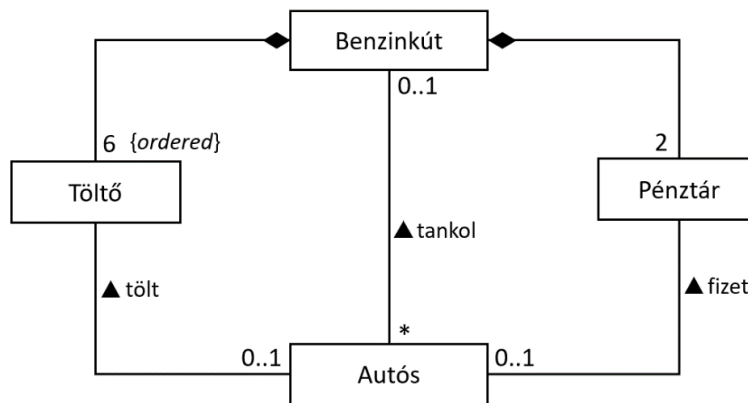 Benzinkút
0..1
6 {ordered}
2
Töltő
Pénztár
▲ tankol
▲ tölt
▲ fizet
*
0..1
0..1
Autós